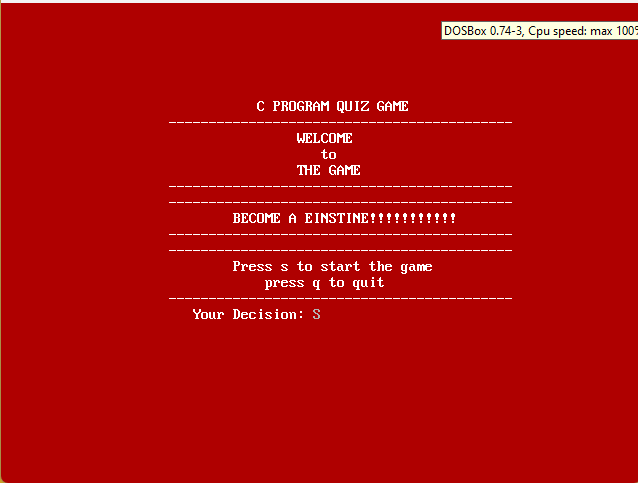 DOSBox 0.74-3, Cpu speed: max 100%
C PROGRAM QUIZ GAME
-------------------------------------------
WELCOME
to
THE GAME
-------------------------------------------
-------------------------------------------
BECOME A EINSTINE!!!!!!!!!!!
-------------------------------------------
-------------------------------------------
Press s to start the game
press q to quit
-------------------------------------------
Your Decision: S